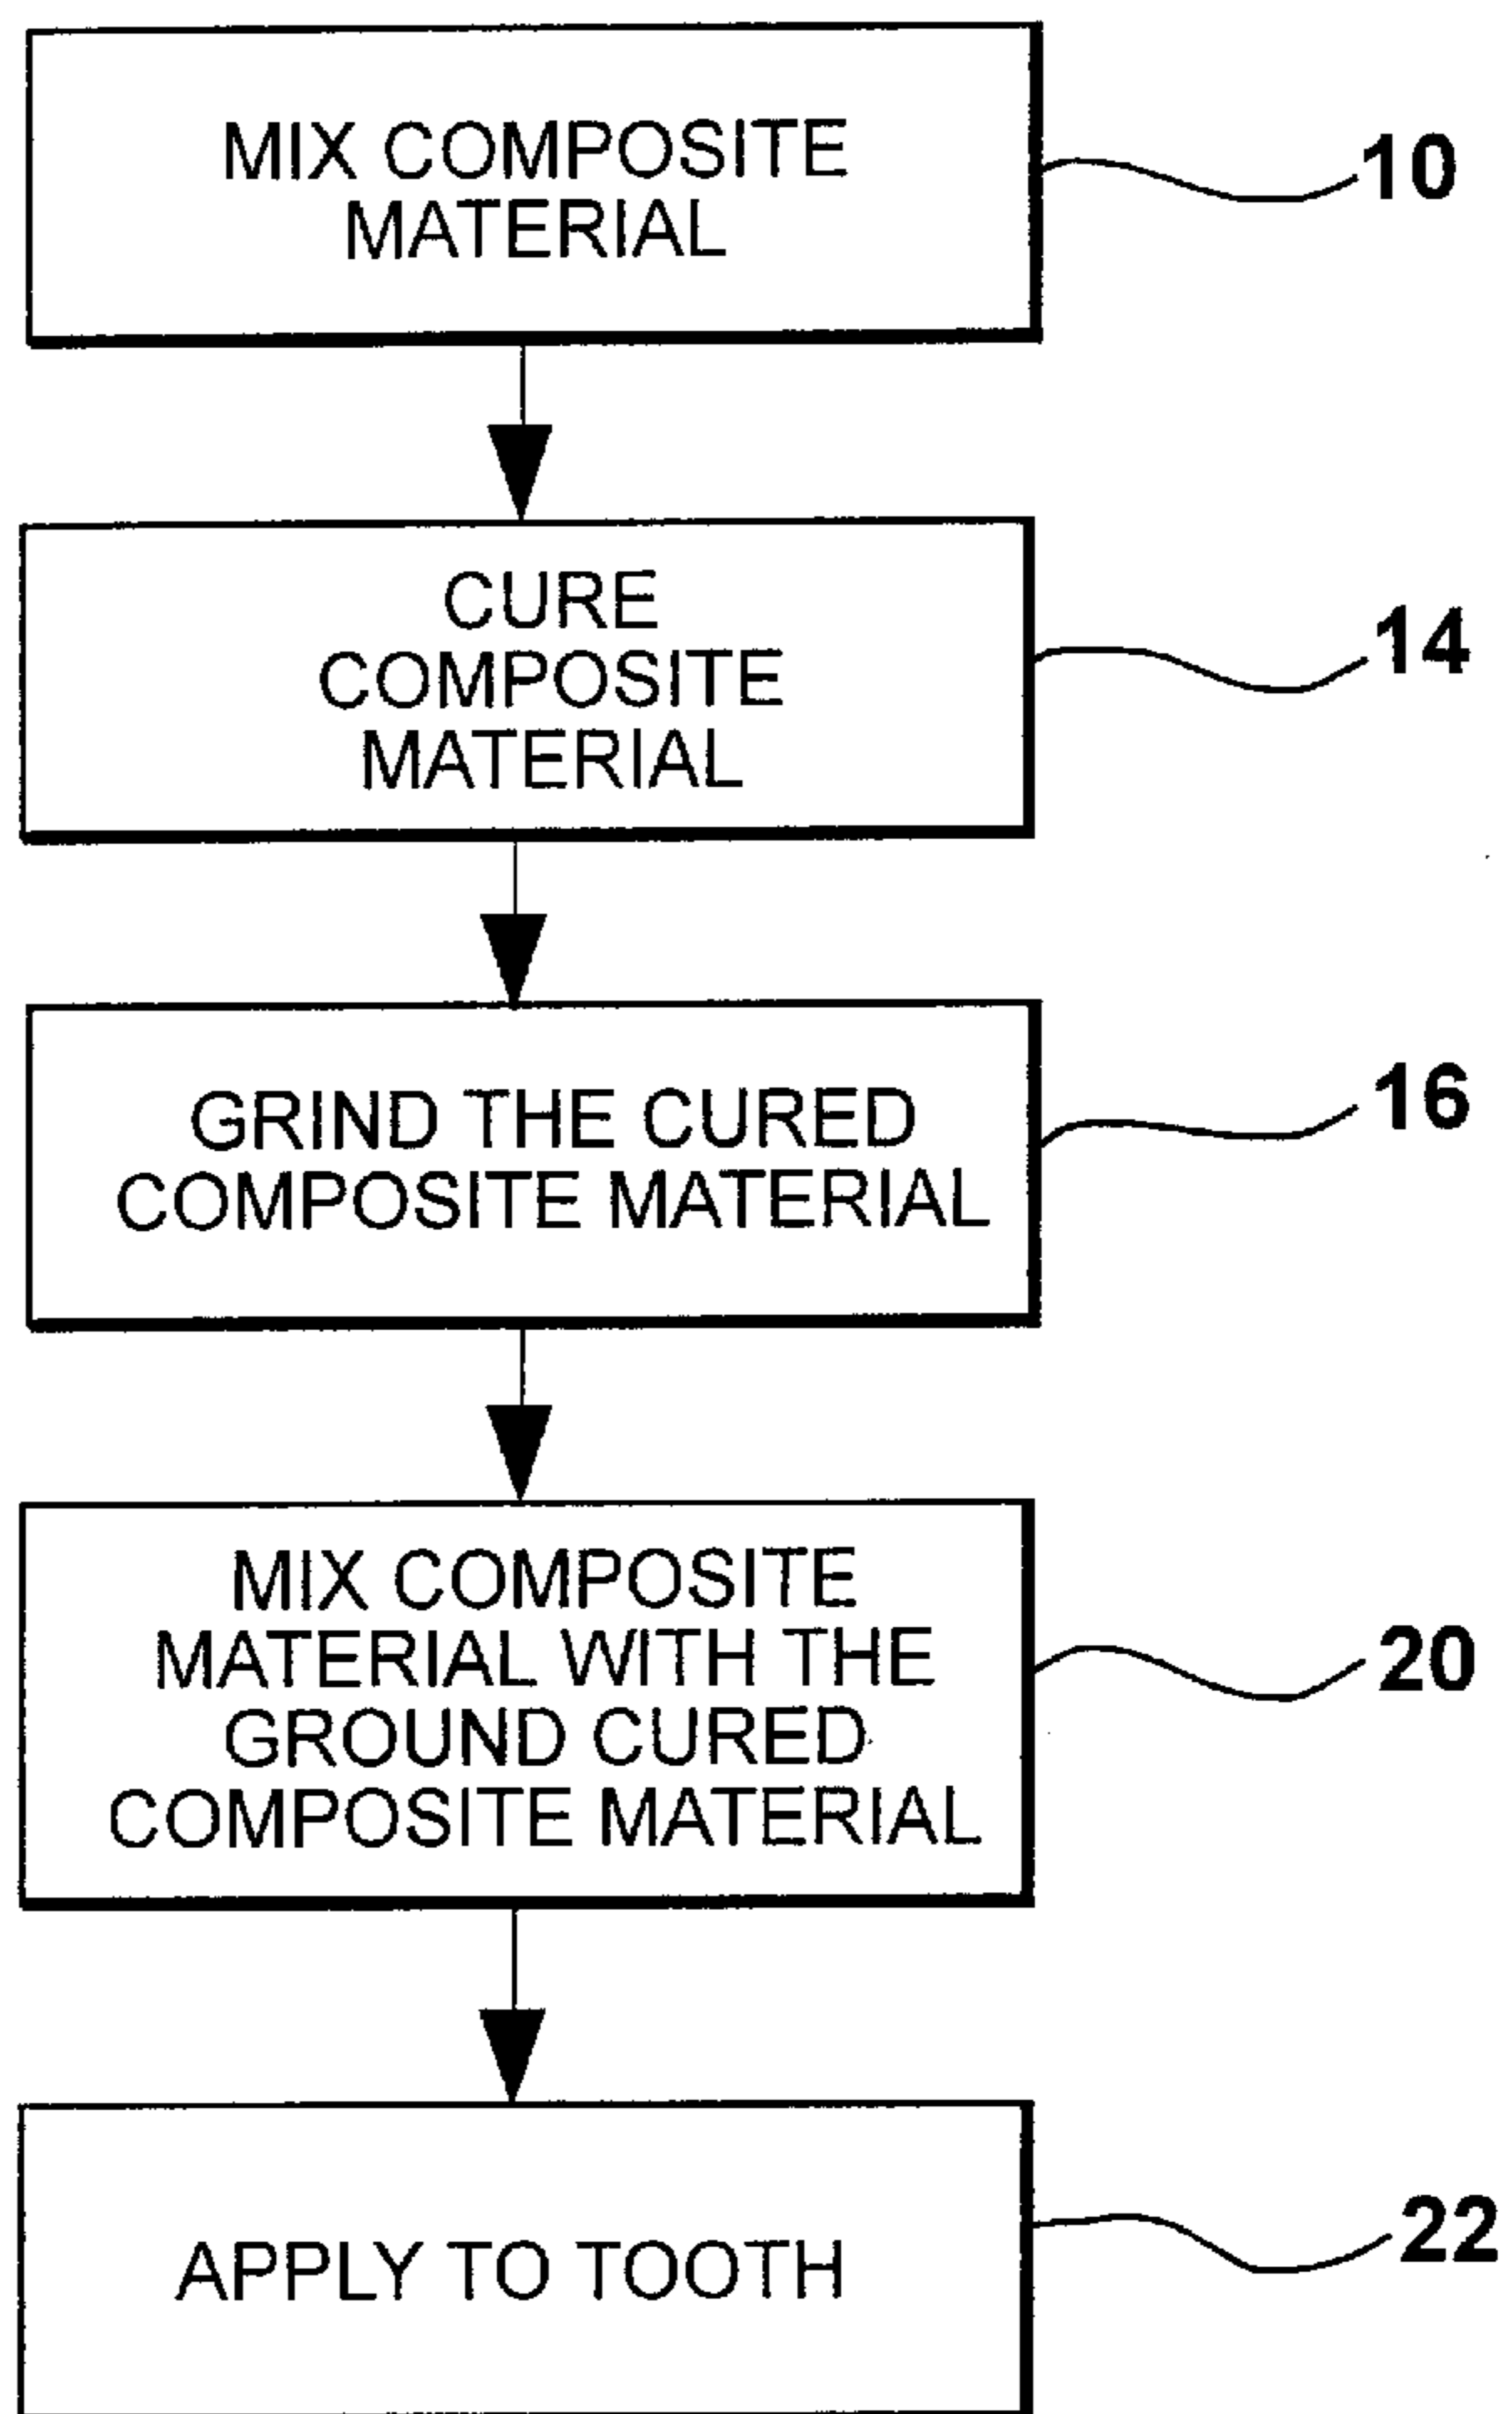 MIX COMPOSITE
MATERIAL
10
CURE
COMPOSITE
MATERIAL
14
GRIND THE CURED
COMPOSITE MATERIAL
16
MIX COMPOSITE
MATERIAL WITH THE
GROUND CURED
COMPOSITE MATERIAL
20
APPLY TO TOOTH
22